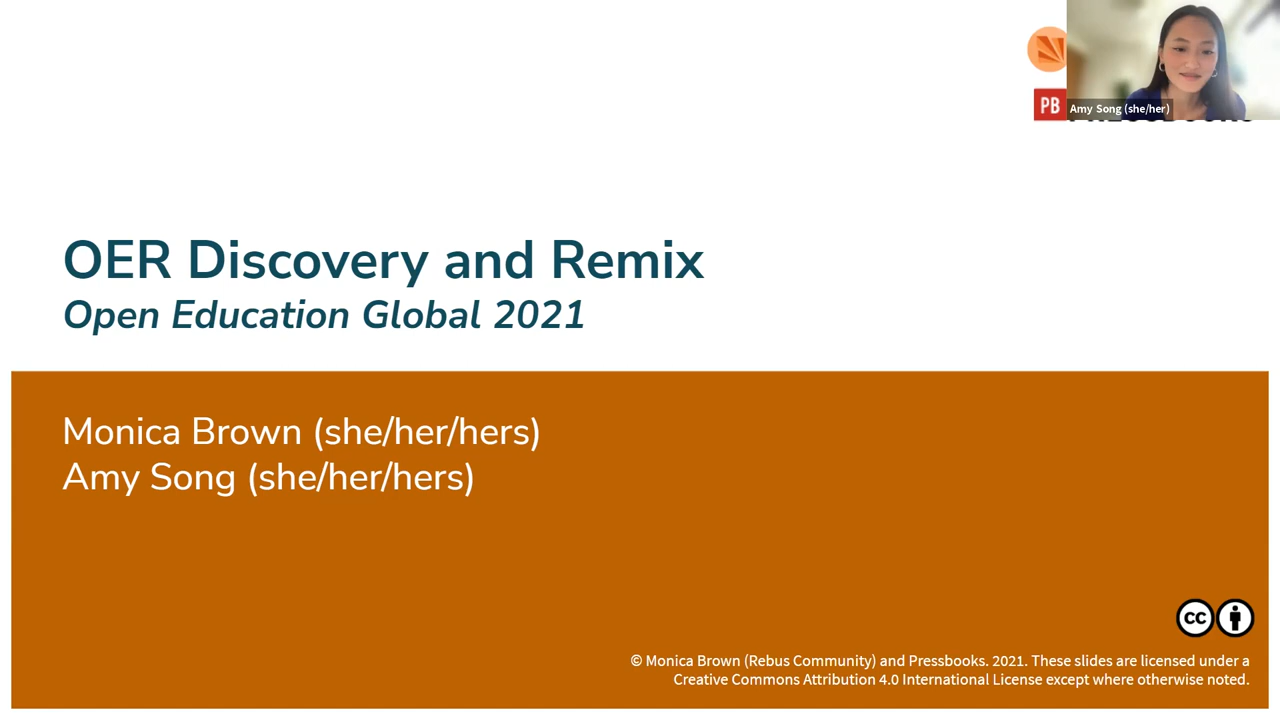 PB
Amy Song (she/her)
OER Discovery and Remix
Open Education Global 2021
Monica Brown (she/her/hers)
Amy Song (she/her/hers)
cc
© Monica Brown (Rebus Community) and Pressbooks. 2021. These slides are licensed under a
Creative Commons Attribution 4.0 International License except where otherwise noted.